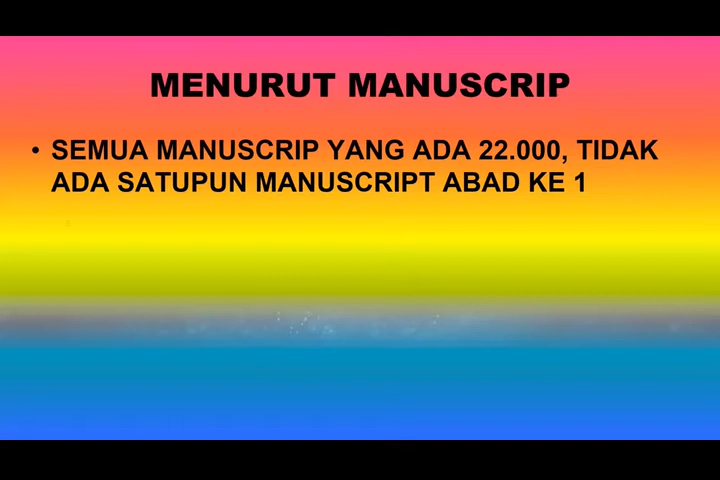 MENURUT MANUSCRIP
• SEMUA MANUSCRIP YANG ADA 22.000, TIDAK
ADA SATUPUN MANUSCRIPT ABAD KE 1